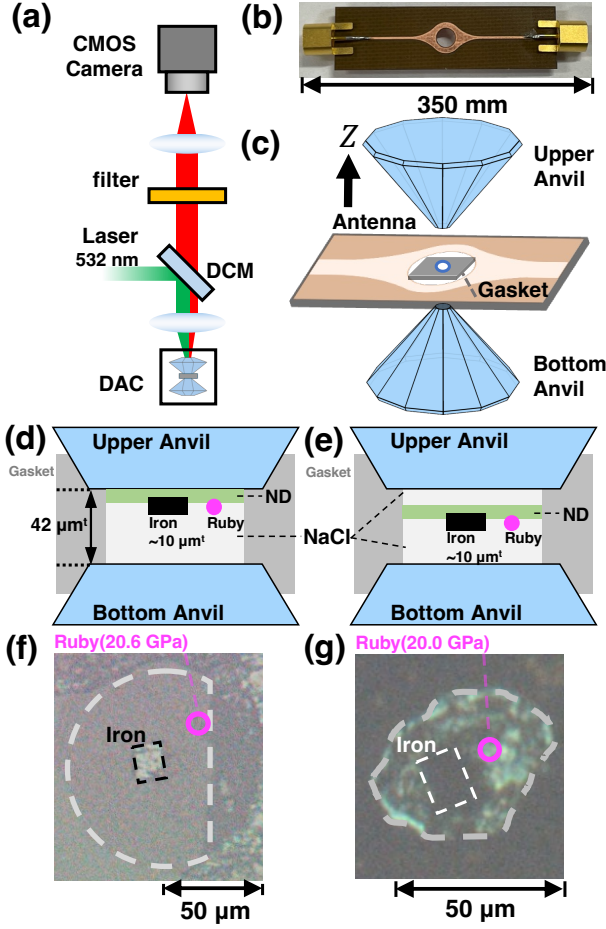 (a)
CMOS
Camera
filter
Laser
532 nm
DCM
DAC
(b)
350 mm
(c)
Z
Upper
Anvil
Antenna
Gasket
Bottom
Anvil
(d)
Upper Anvil
Gasket
ND
42 μmᵗ
Iron
~10 μmᵗ
Ruby
NaCl
Bottom Anvil
(e)
Upper Anvil
Gasket
ND
Iron
~10 μmᵗ
Ruby
Bottom Anvil
(f)
Ruby(20.6 GPa)
Iron
50 μm
(g)
Ruby(20.0 GPa)
Iron
50 μm